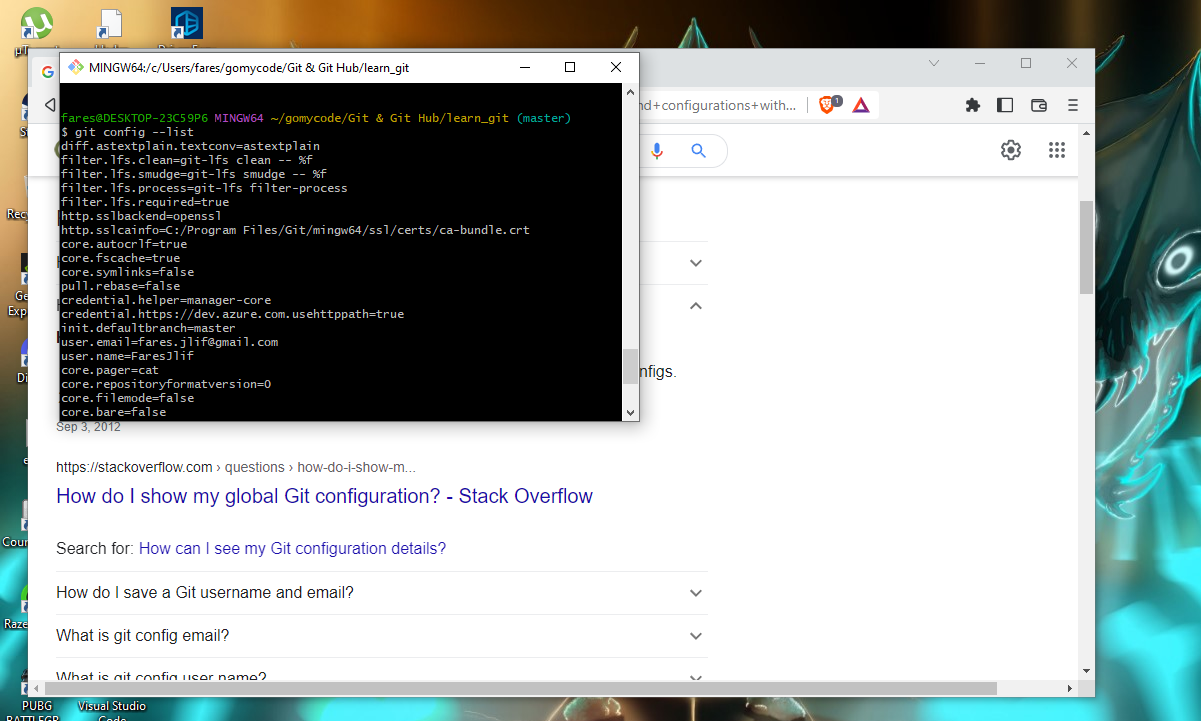 MINGW64:/c/Users/fares/gomycode/Git & Git Hub/learn_git
nd+configurations+with...
1
fares@DESKTOP-23C59P6 MINGW64 ~/gomycode/Git & Git Hub/learn_git (master)
$ git config --list
diff.astextplain.textconv=astextplain
filter.lfs.clean=git-lfs clean -- %f
filter.lfs.smudge=git-lfs smudge -- %f
filter.lfs.process=git-lfs filter-process
filter.lfs.required=true
http.sslbackend=openssl
http.sslcainfo=C:/Program Files/Git/mingw64/ssl/certs/ca-bundle.crt
core.autocrlf=true
core.fscache=true
core.symlinks=false
pull.rebase=false
credential.helper=manager-core
credential.https://dev.azure.com.usehttppath=true
init.defaultbranch=master
user.email=fares.jlif@gmail.com
user.name=FaresJlif
core.pager=cat
core.repositoryformatversion=0
core.filemode=false
core.bare=false
nfigs.
Sep 3, 2012
https://stackoverflow.com › questions › how-do-i-show-m...
How do I show my global Git configuration? - Stack Overflow
Search for: How can I see my Git configuration details?
How do I save a Git username and email?
What is git config email?
What is git config user name?
Recy
Ge
Exp
Di
Cour
Raze
PUBG
BATTLEGR
Visual Studio
Code